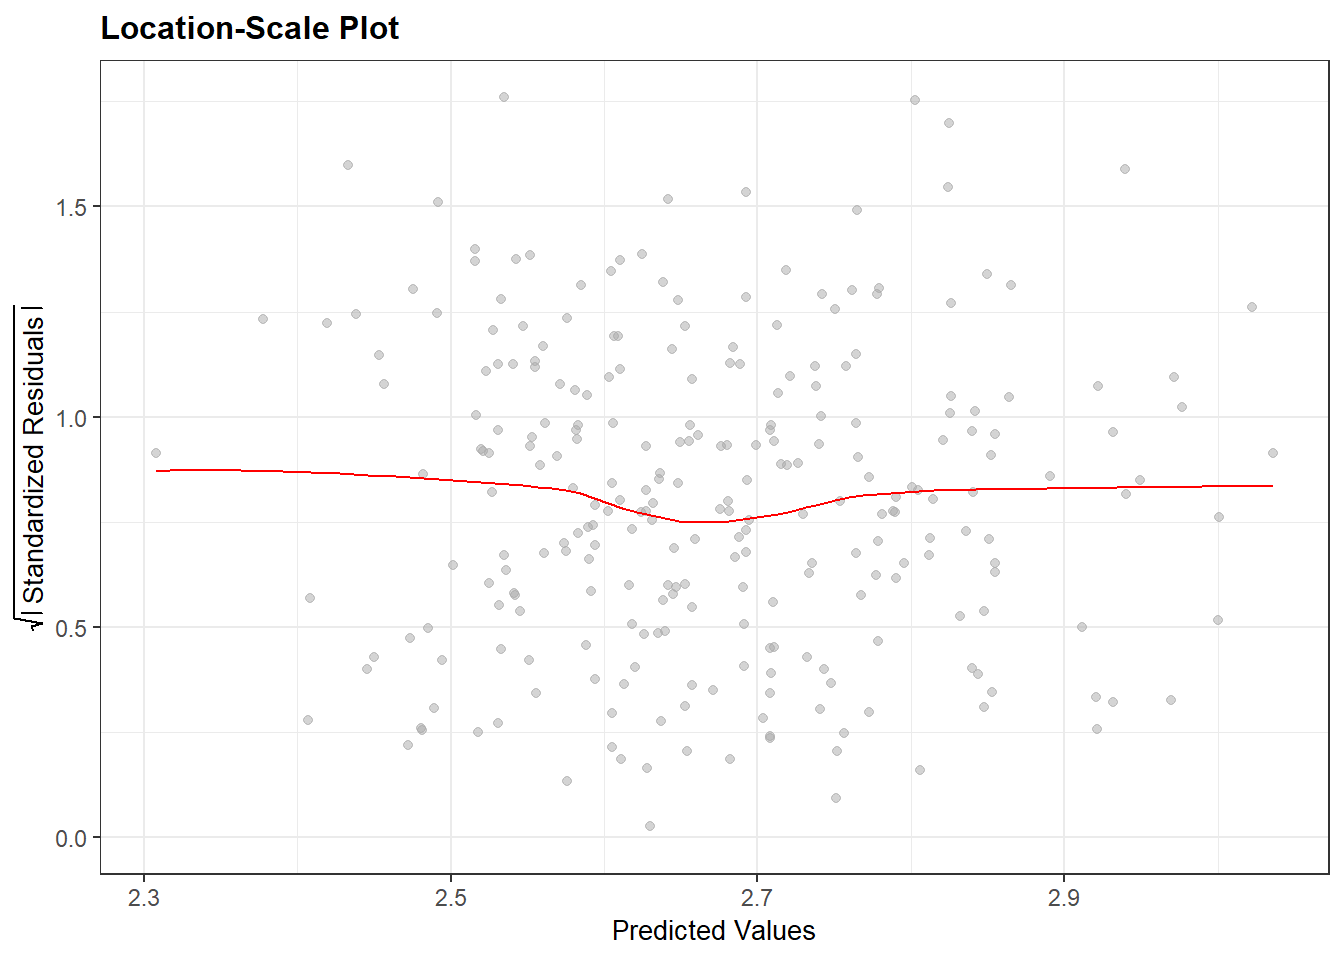 Location-Scale Plot
√| Standardized Residuals |
1.5
1.0
0.5
0.0
2.3 2.5 2.7 2.9
Predicted Values